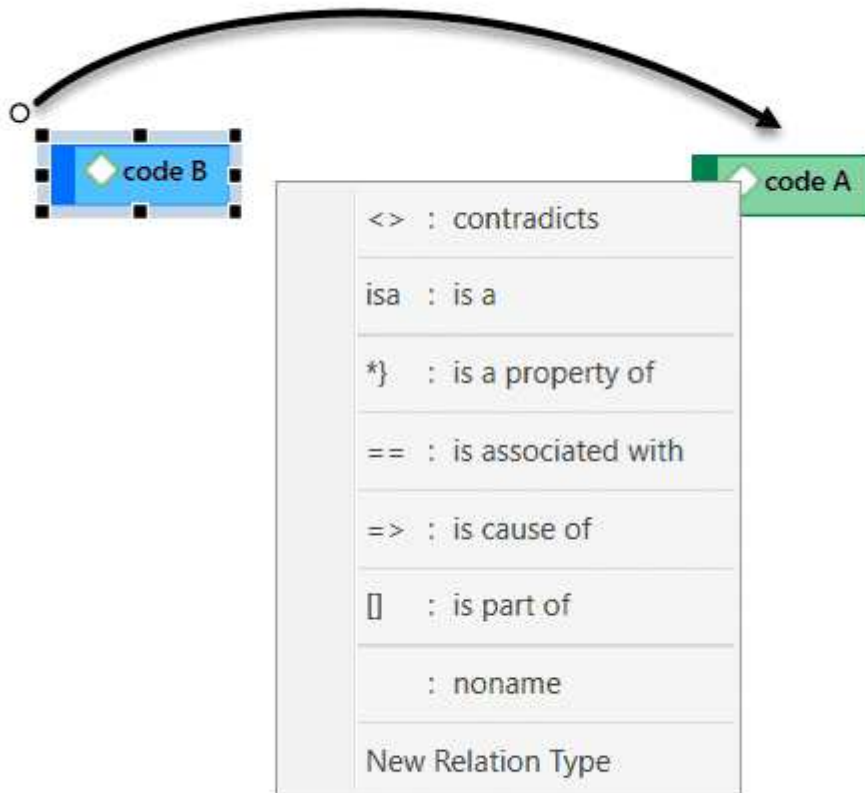 code B
code A
<> : contradicts
isa : is a
*} : is a property of
== : is associated with
=> : is cause of
[] : is part of
: noname
New Relation Type